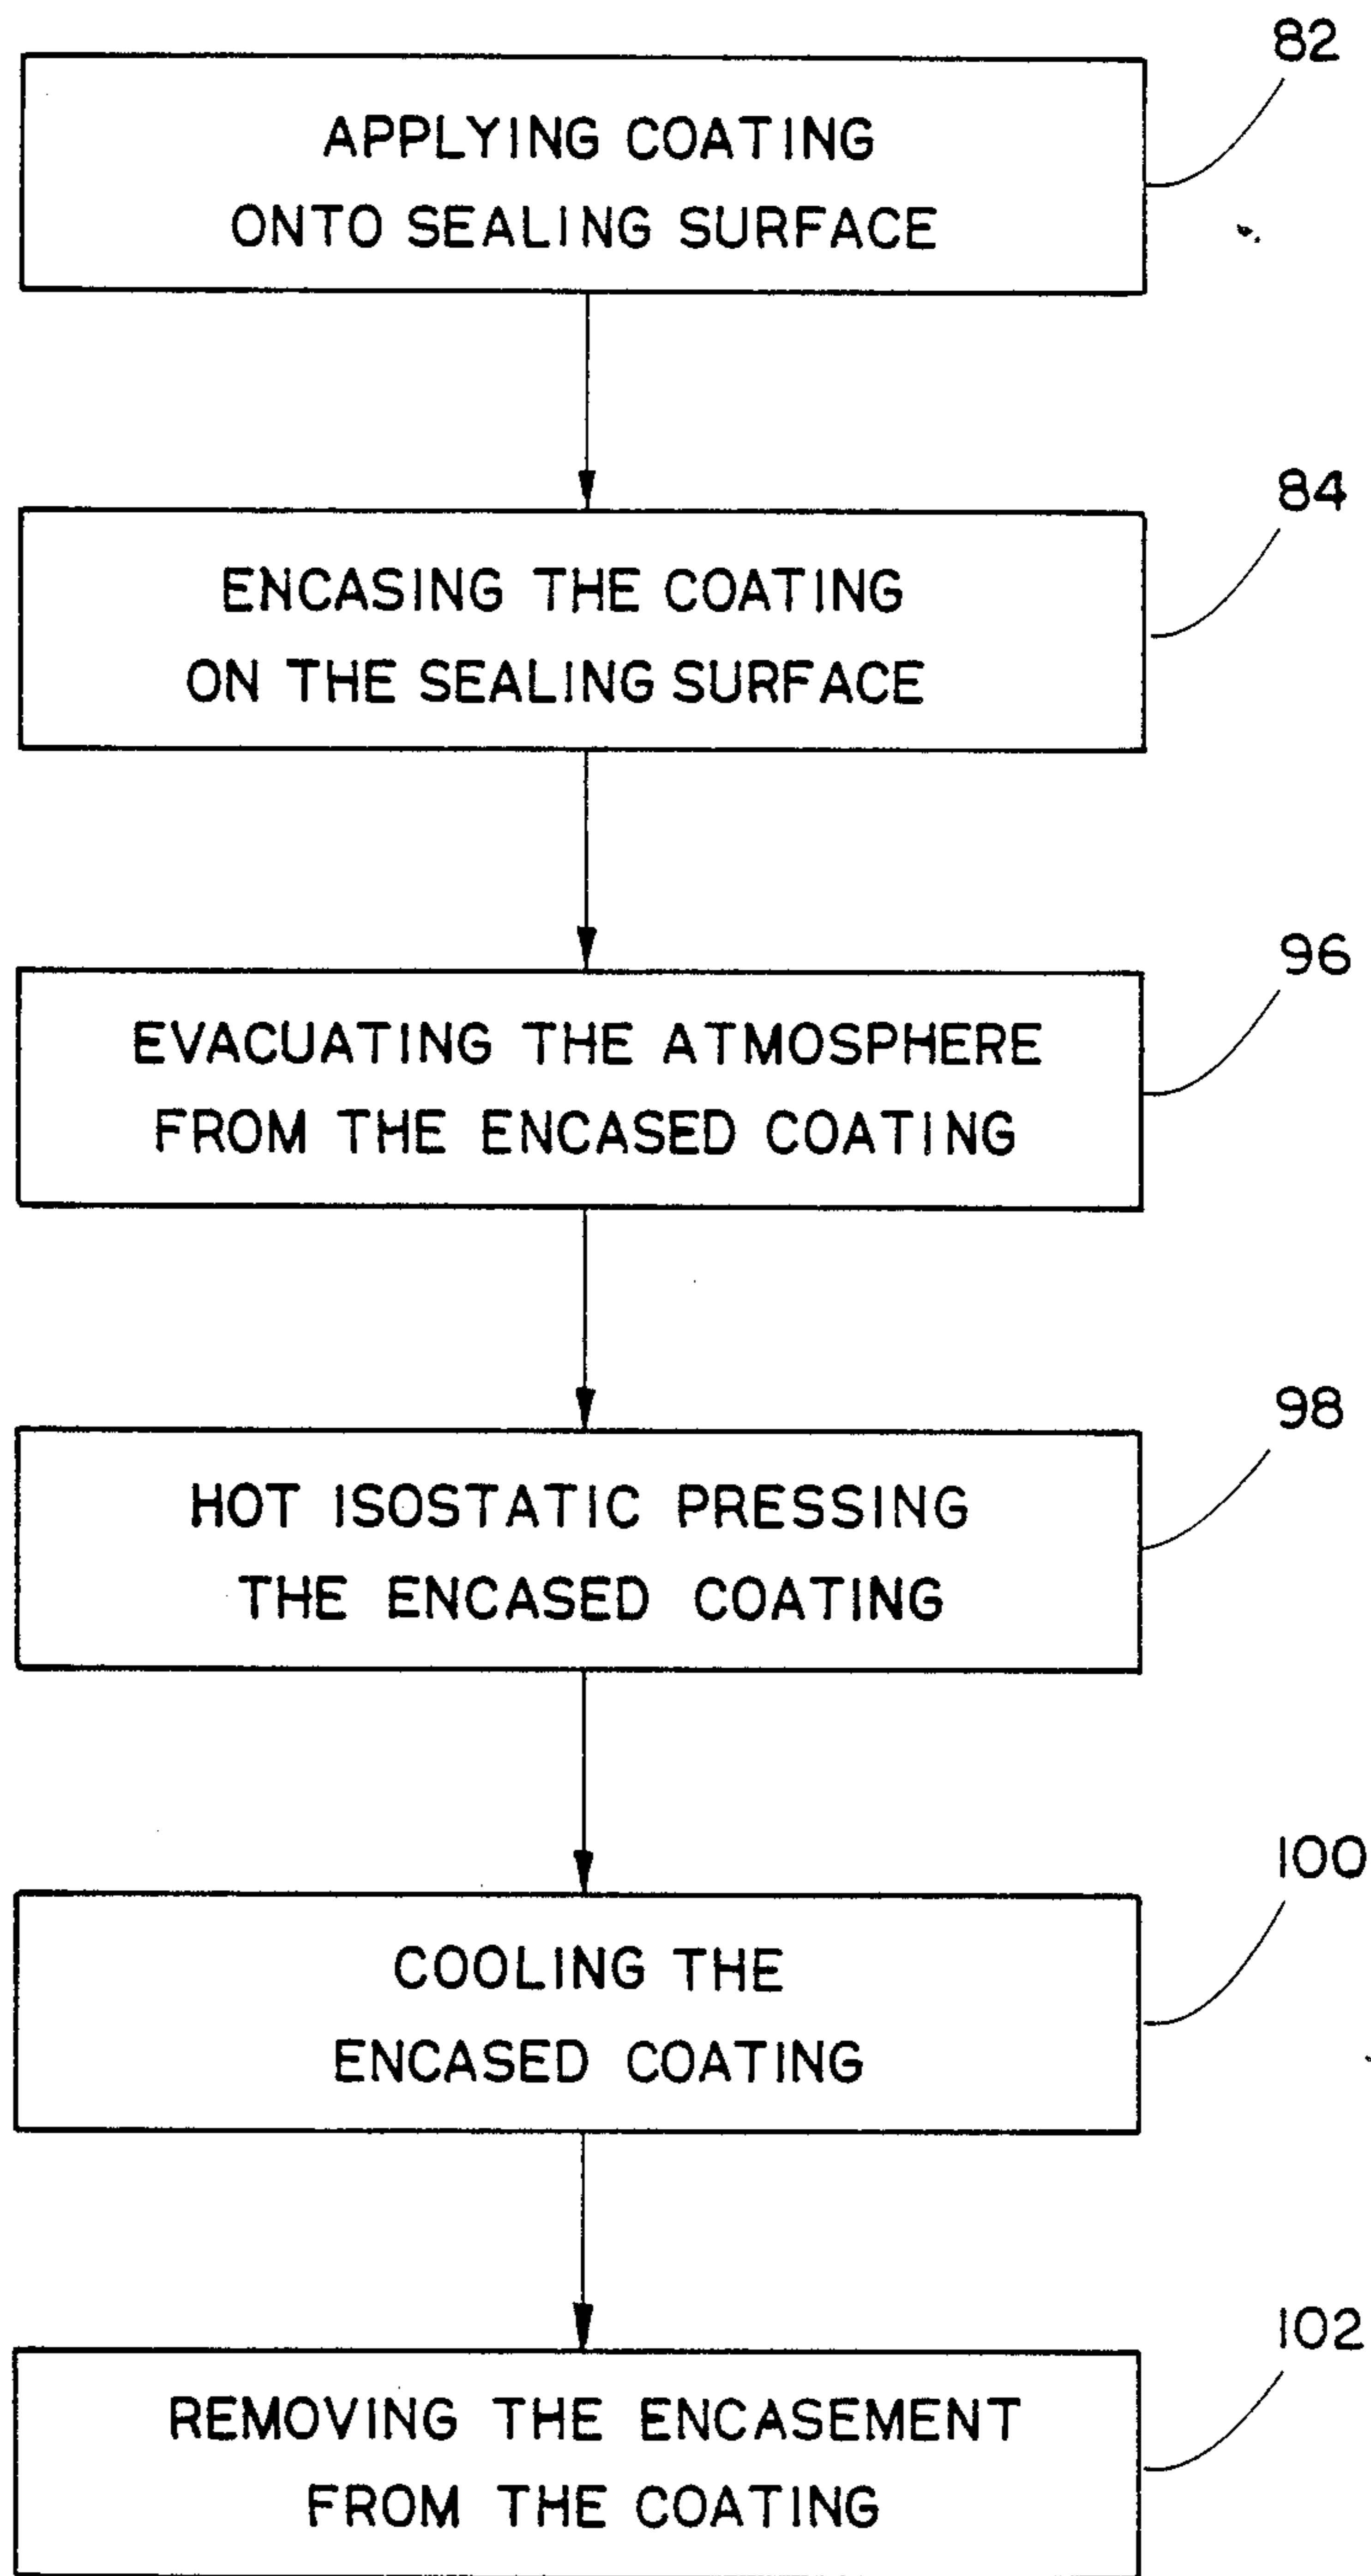 82
APPLYING COATING
ONTO SEALING SURFACE
84
ENCASING THE COATING
ON THE SEALING SURFACE
96
EVACUATING THE ATMOSPHERE
FROM THE ENCASED COATING
98
HOT ISOSTATIC PRESSING
THE ENCASED COATING
100
COOLING THE
ENCASED COATING
102
REMOVING THE ENCASEMENT
FROM THE COATING